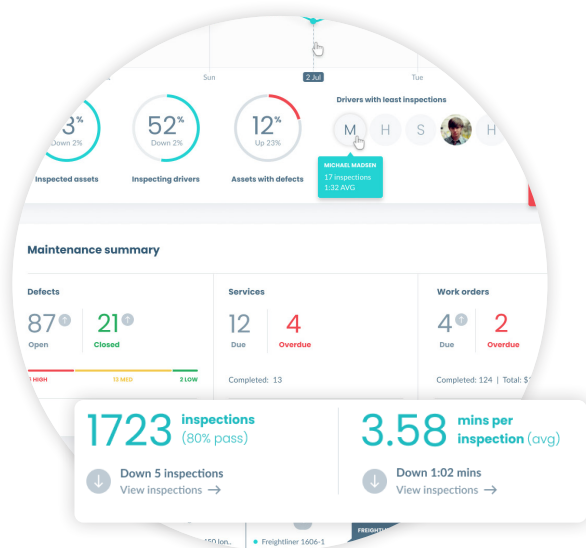 Sun
2 Jul
Tue
3%
Down 2%
Inspected assets
52%
Down 2%
Inspecting drivers
12%
Up 23%
Assets with defects
Drivers with least inspections
M
H
S
H
MICHAEL MADSEN
17 inspections
1:32 AVG
Maintenance summary
Defects
87
Open
21
Closed
HIGH
13 MED
2 LOW
Services
12
Due
4
Overdue
Completed: 13
Work orders
4
Due
2
Overdue
Completed: 124 | Total: $1
1723 inspections
(80% pass)
Down 5 inspections
View inspections →
3.58 mins per
inspection (avg)
Down 1:02 mins
View inspections →
Freightliner 1606-1